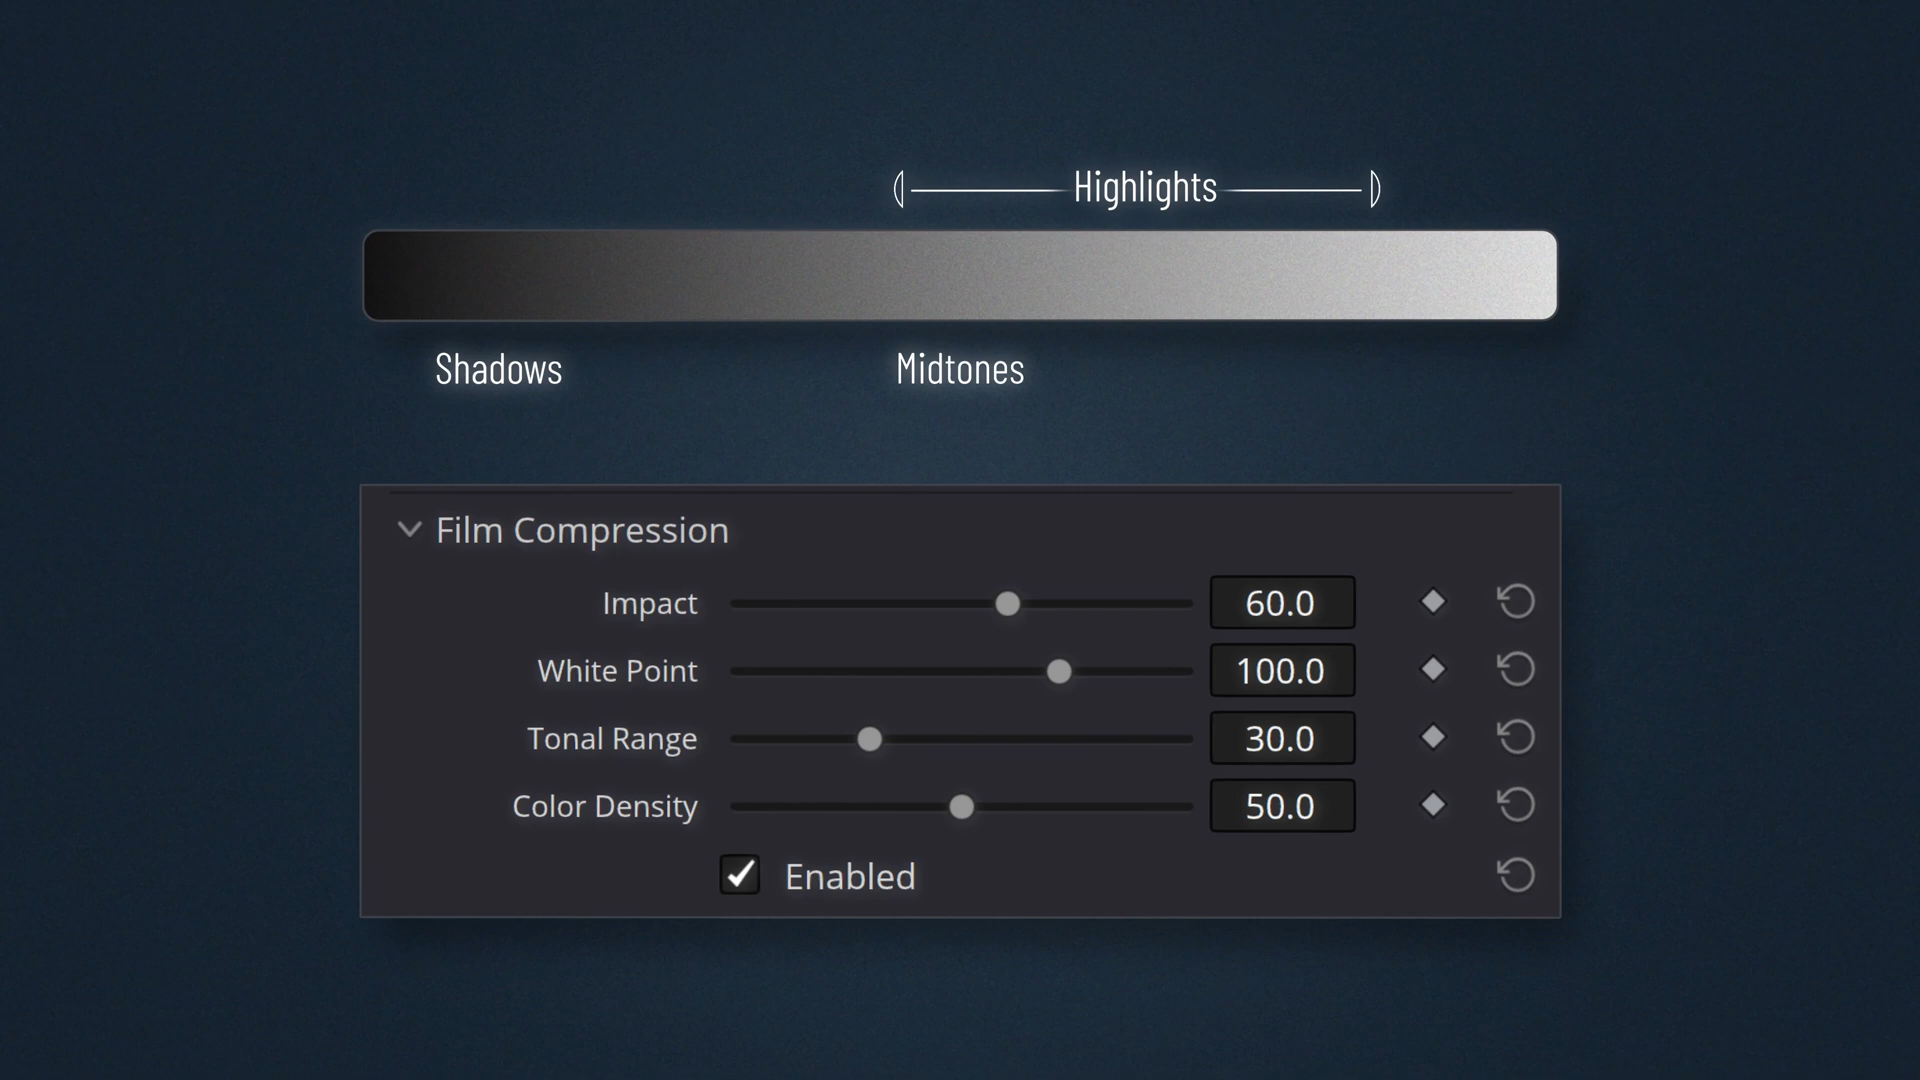 Highlights
Shadows
Midtones
Film Compression
Impact 60.0
White Point 100.0
Tonal Range 30.0
Color Density 50.0
Enabled